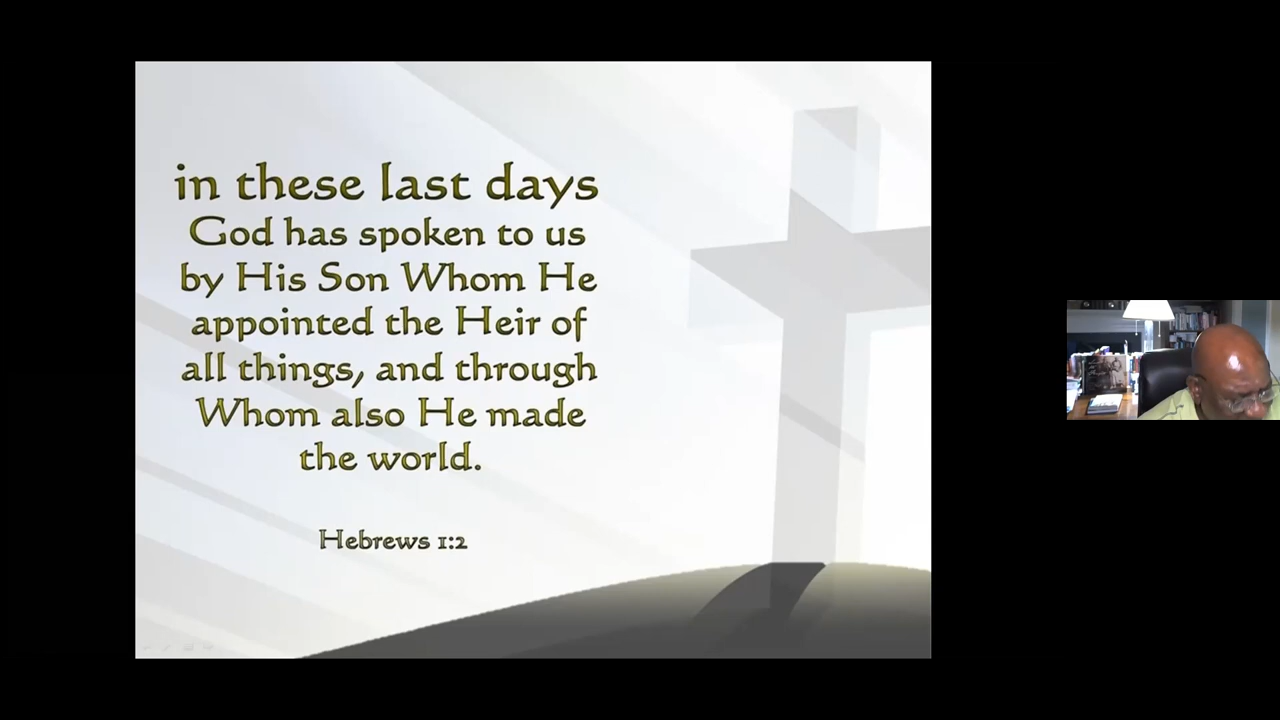 in these last days
God has spoken to us
by His Son Whom He
appointed the Heir of
all things, and through
Whom also He made
the world.
Hebrews 1:2